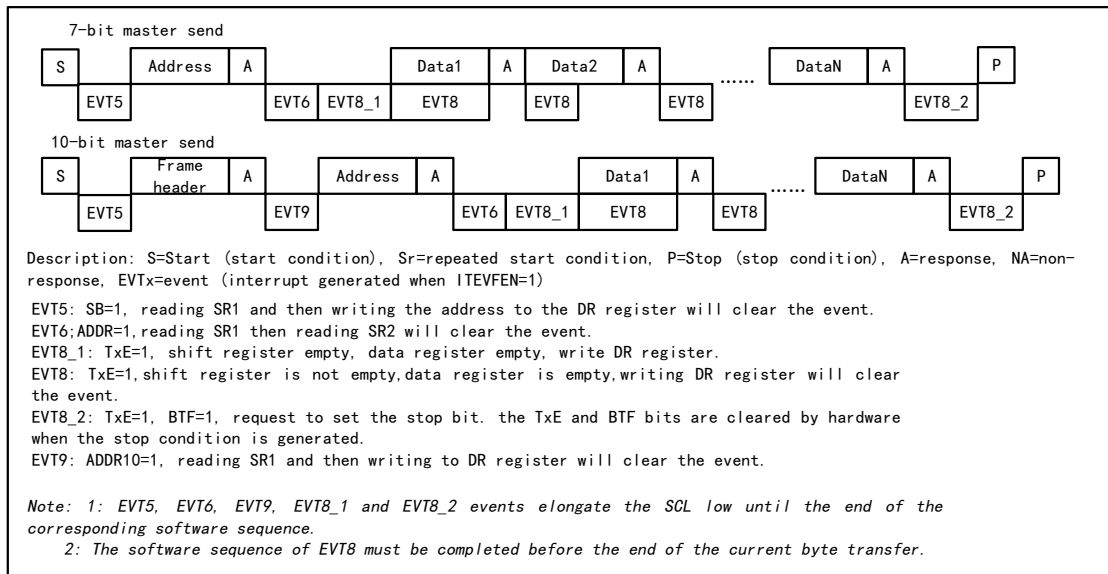 7-bit master send
S Address A Data1 A Data2 A …… DataN A P
EVT5 EVT6 EVT8_1 EVT8 EVT8 EVT8 EVT8_2
10-bit master send
S Frame header A Address A Data1 A …… DataN A P
EVT5 EVT9 EVT6 EVT8_1 EVT8 EVT8 EVT8_2
Description: S=Start (start condition), Sr=repeated start condition, P=Stop (stop condition), A=response, NA=non-
response, EVTx=event (interrupt generated when ITEVFEN=1)
EVT5: SB=1, reading SR1 and then writing the address to the DR register will clear the event.
EVT6;ADDR=1,reading SR1 then reading SR2 will clear the event.
EVT8_1: TxE=1, shift register empty, data register empty, write DR register.
EVT8: TxE=1,shift register is not empty,data register is empty,writing DR register will clear
the event.
EVT8_2: TxE=1, BTF=1, request to set the stop bit. the TxE and BTF bits are cleared by hardware
when the stop condition is generated.
EVT9: ADDR10=1, reading SR1 and then writing to DR register will clear the event.
Note: 1: EVT5, EVT6, EVT9, EVT8_1 and EVT8_2 events elongate the SCL low until the end of the
corresponding software sequence.
2: The software sequence of EVT8 must be completed before the end of the current byte transfer.